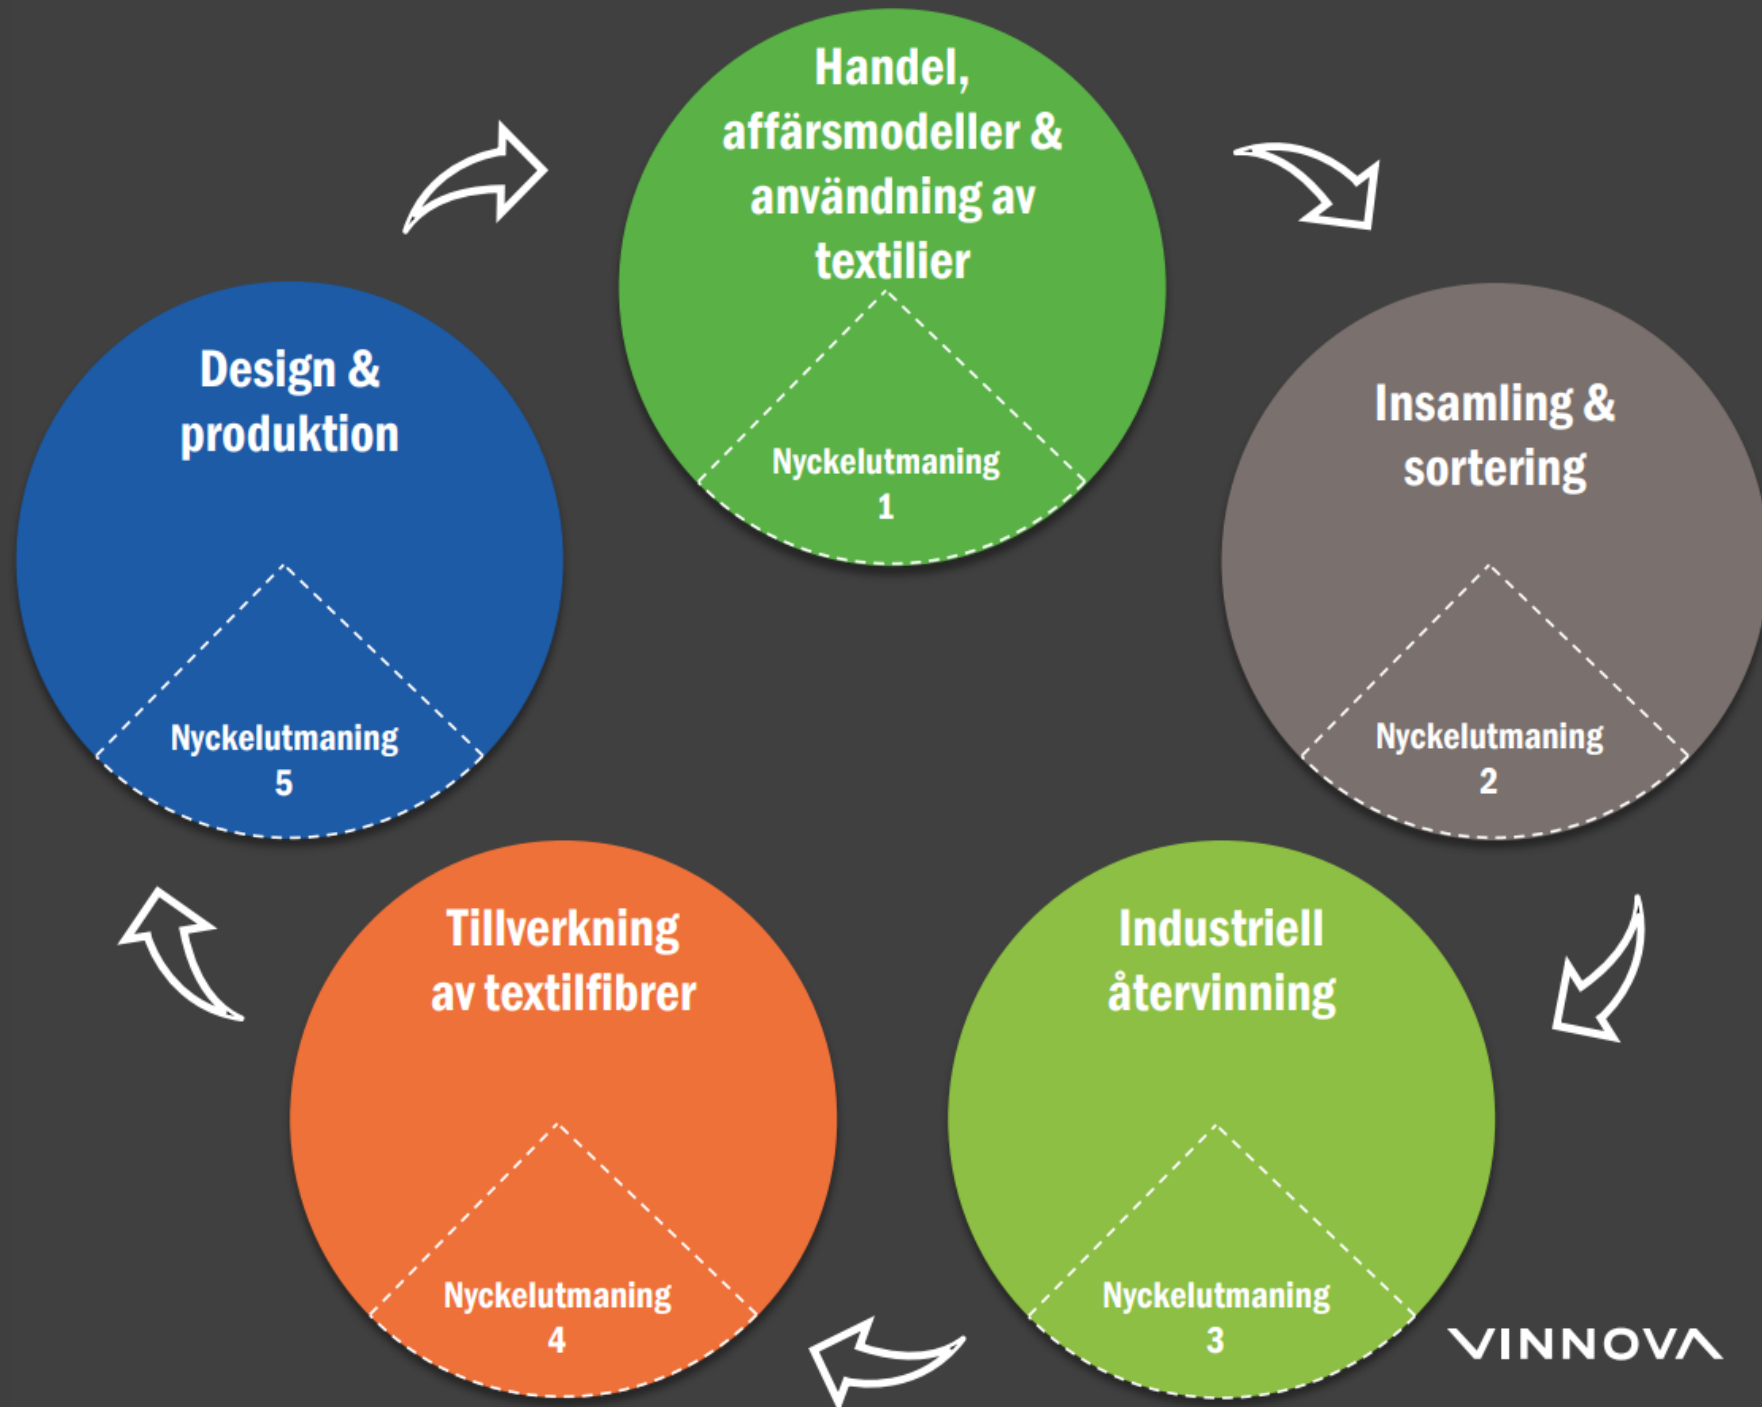 Handel,
affärsmodeller &
användning av
textilier
Nyckelutmaning
1
Insamling &
sortering
Nyckelutmaning
2
Industriell
återvinning
Nyckelutmaning
3
Tillverkning
av textilfibrer
Nyckelutmaning
4
Design &
produktion
Nyckelutmaning
5
VINNOVA